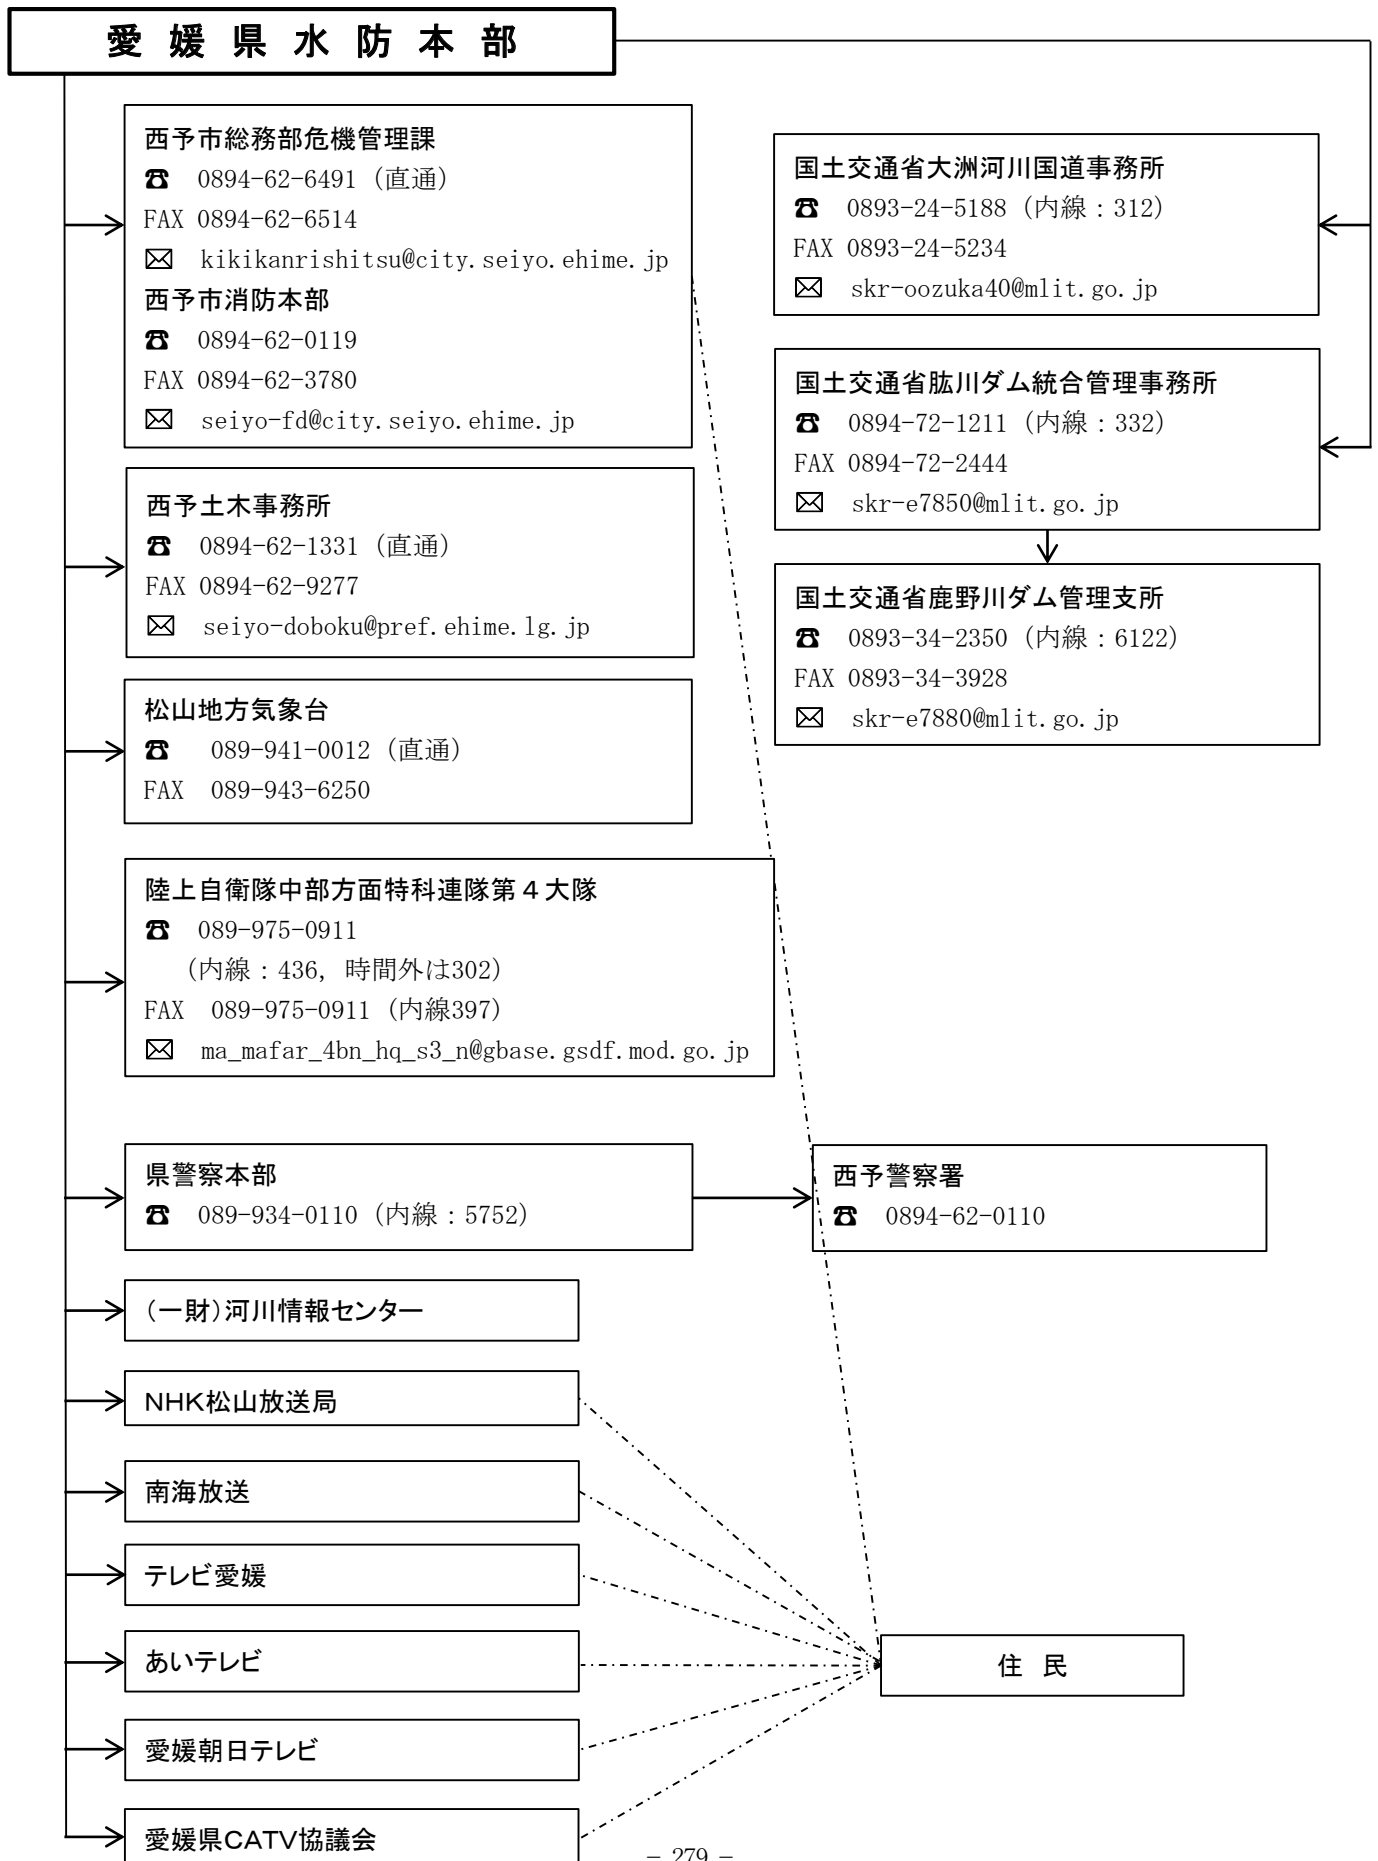 愛媛県水防本部
西予市総務部危機管理課
☎ 0894-62-6491（直通）
FAX 0894-62-6514
✉ kikikanrishitsu@city.seiyo.ehime.jp
西予市消防本部
☎ 0894-62-0119
FAX 0894-62-3780
✉ seiyo-fd@city.seiyo.ehime.jp
西予土木事務所
☎ 0894-62-1331（直通）
FAX 0894-62-9277
✉ seiyo-doboku@pref.ehime.lg.jp
松山地方気象台
☎ 089-941-0012（直通）
FAX 089-943-6250
陸上自衛隊中部方面特科連隊第４大隊
☎ 089-975-0911
（内線：436，時間外は302）
FAX 089-975-0911（内線397）
✉ ma_mafar_4bn_hq_s3_n@gbase.gsdf.mod.go.jp
県警察本部
☎ 089-934-0110（内線：5752）
（一財）河川情報センター
NHK松山放送局
南海放送
テレビ愛媛
あいテレビ
愛媛朝日テレビ
愛媛県CATV協議会
国土交通省大洲河川国道事務所
☎ 0893-24-5188（内線：312）
FAX 0893-24-5234
✉ skr-oozuka40@mlit.go.jp
国土交通省肱川ダム統合管理事務所
☎ 0894-72-1211（内線：332）
FAX 0894-72-2444
✉ skr-e7850@mlit.go.jp
国土交通省鹿野川ダム管理支所
☎ 0893-34-2350（内線：6122）
FAX 0893-34-3928
✉ skr-e7880@mlit.go.jp
西予警察署
☎ 0894-62-0110
住 民
- 279 -